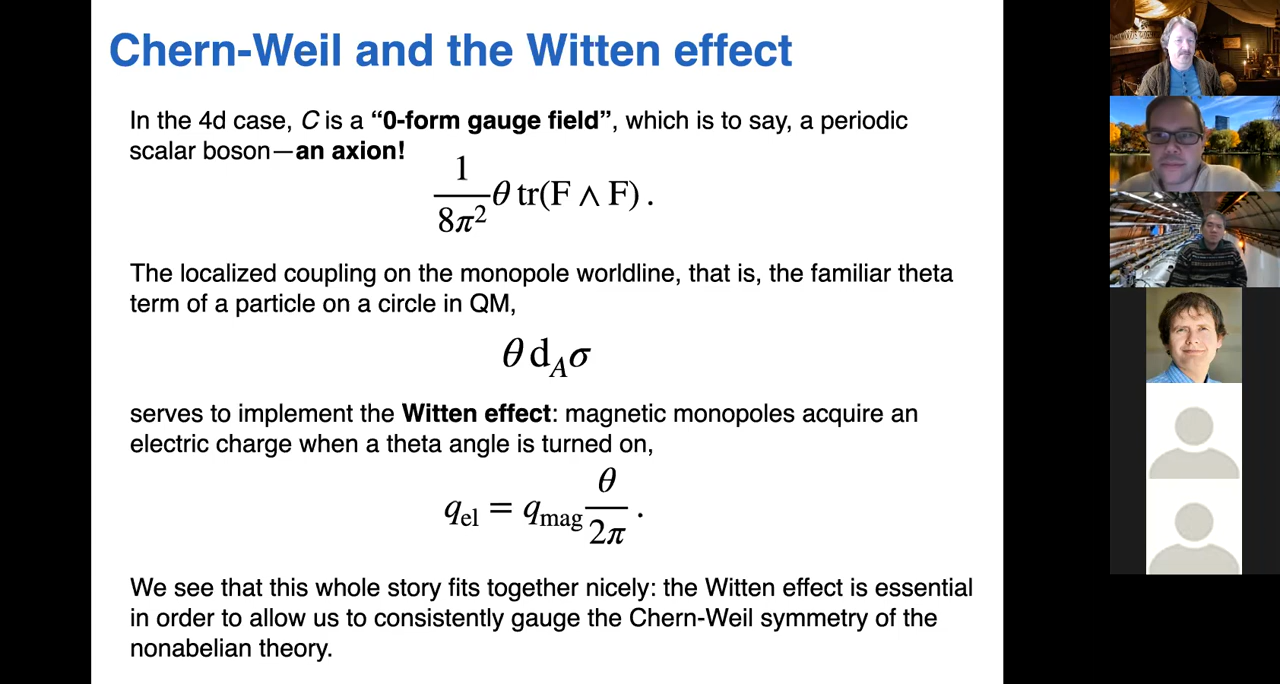 Chern-Weil and the Witten effect
In the 4d case, C is a “0-form gauge field”, which is to say, a periodic
scalar boson—an axion!
1/8π² θ tr(F ∧ F) .
The localized coupling on the monopole worldline, that is, the familiar theta
term of a particle on a circle in QM,
θ d_A σ
serves to implement the Witten effect: magnetic monopoles acquire an
electric charge when a theta angle is turned on,
q_el = q_mag θ/2π .
We see that this whole story fits together nicely: the Witten effect is essential
in order to allow us to consistently gauge the Chern-Weil symmetry of the
nonabelian theory.